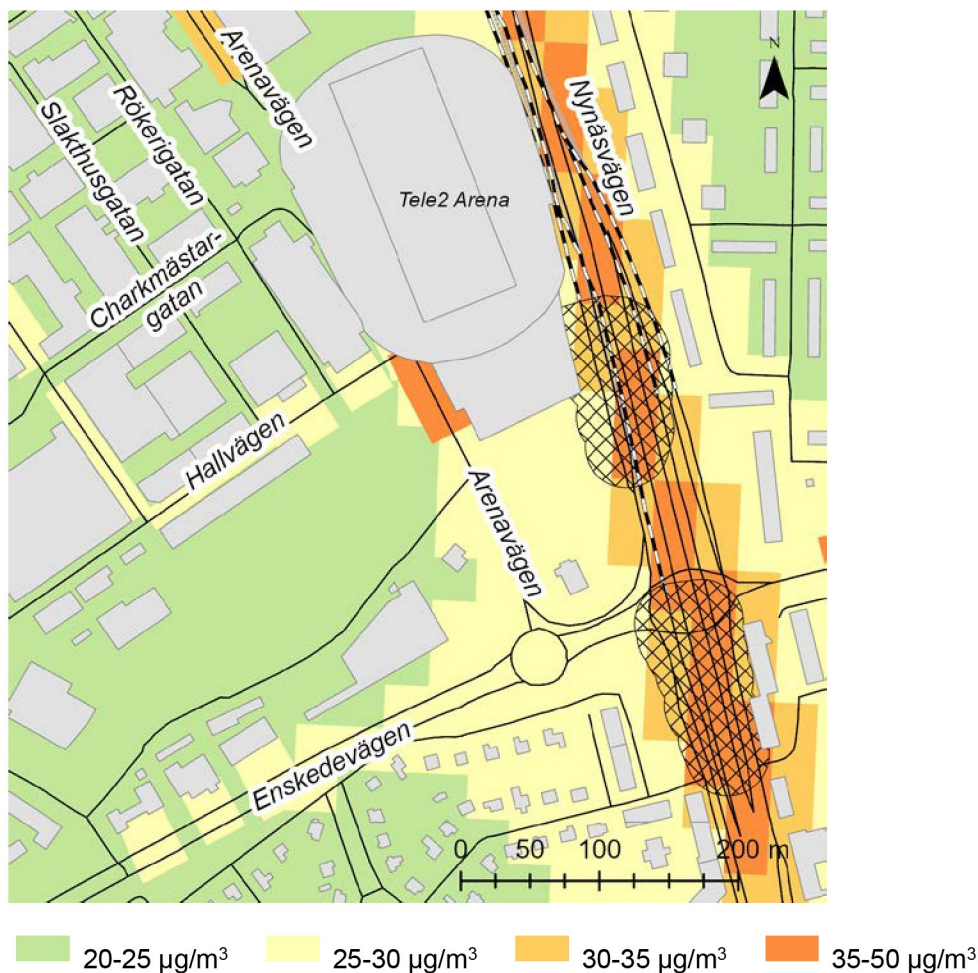 Arenavägen
Nynäsvägen
N
Rökerigatan
Slakthusgatan
Tele2 Arena
Charkmästar-
gatan
Hallvägen
Arenavägen
Enskedevägen
0 50 100 200 m
20-25 µg/m³
25-30 µg/m³
30-35 µg/m³
35-50 µg/m³